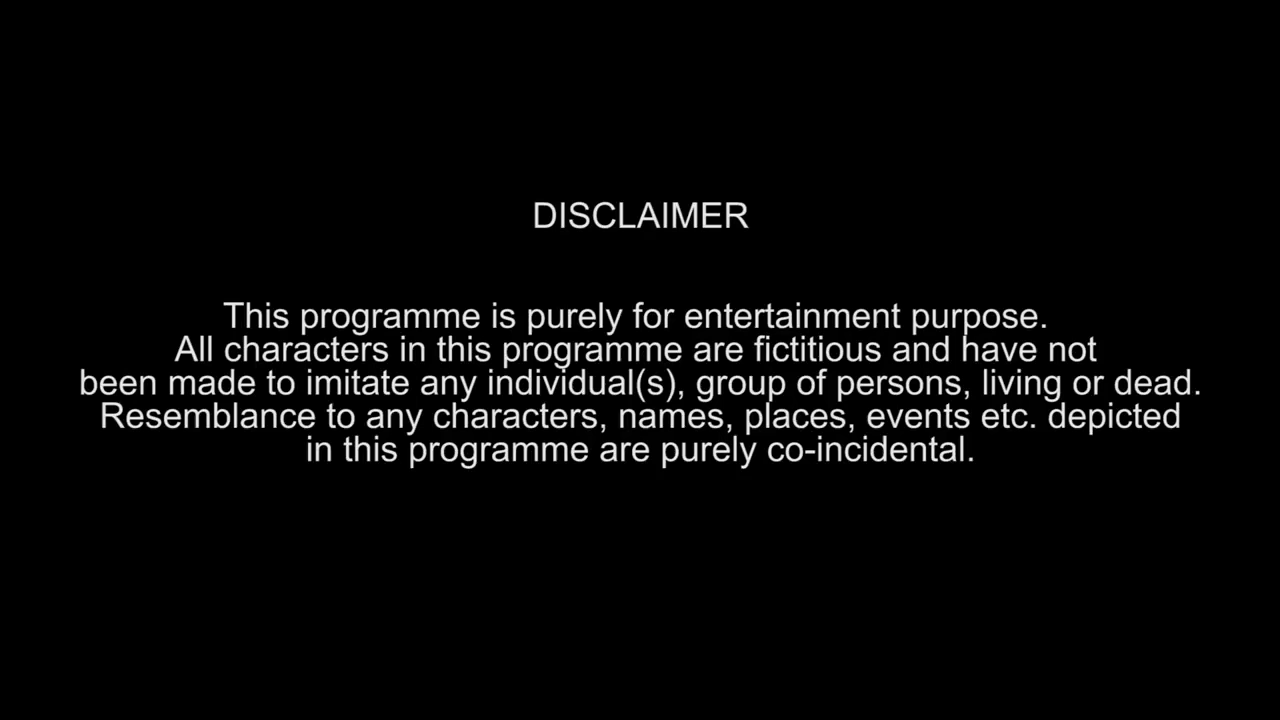 DISCLAIMER
This programme is purely for entertainment purpose.
All characters in this programme are fictitious and have not
been made to imitate any individual(s), group of persons, living or dead.
Resemblance to any characters, names, places, events etc. depicted
in this programme are purely co-incidental.